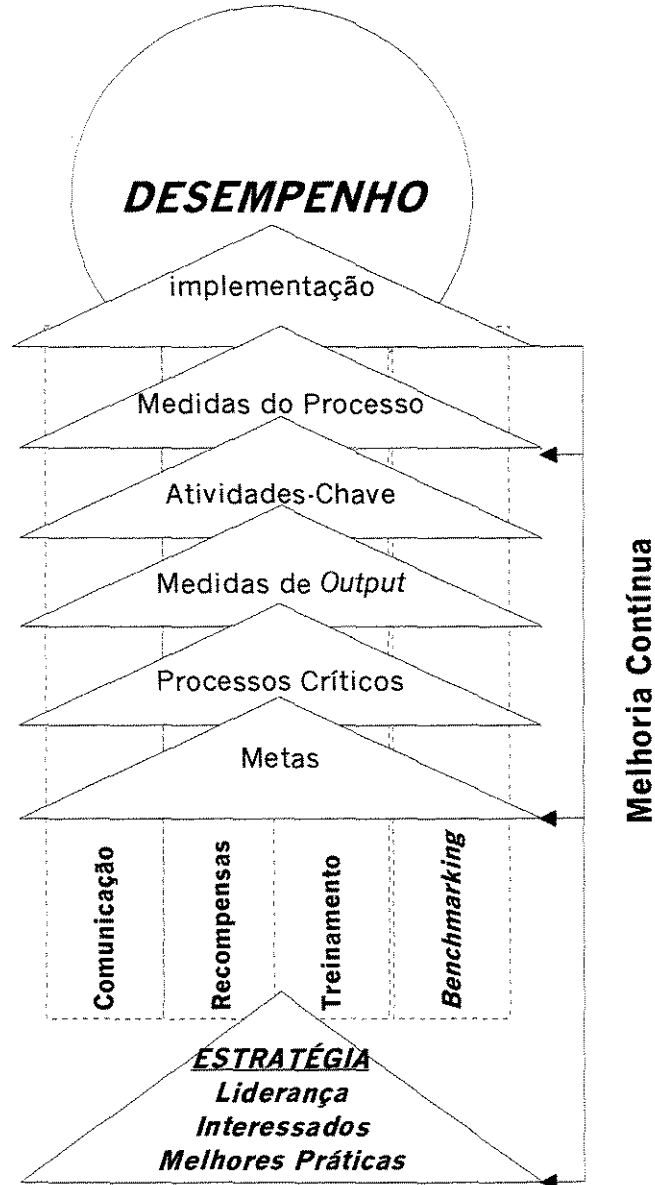 DESEMPENHO
implementação
Medidas do Processo
Atividades-Chave
Medidas de Output
Processos Críticos
Metas
Comunicação
Recompensas
Treinamento
Benchmarking
ESTRATÉGIA
Liderança
Interessados
Melhores Práticas
Melhoria Contínua